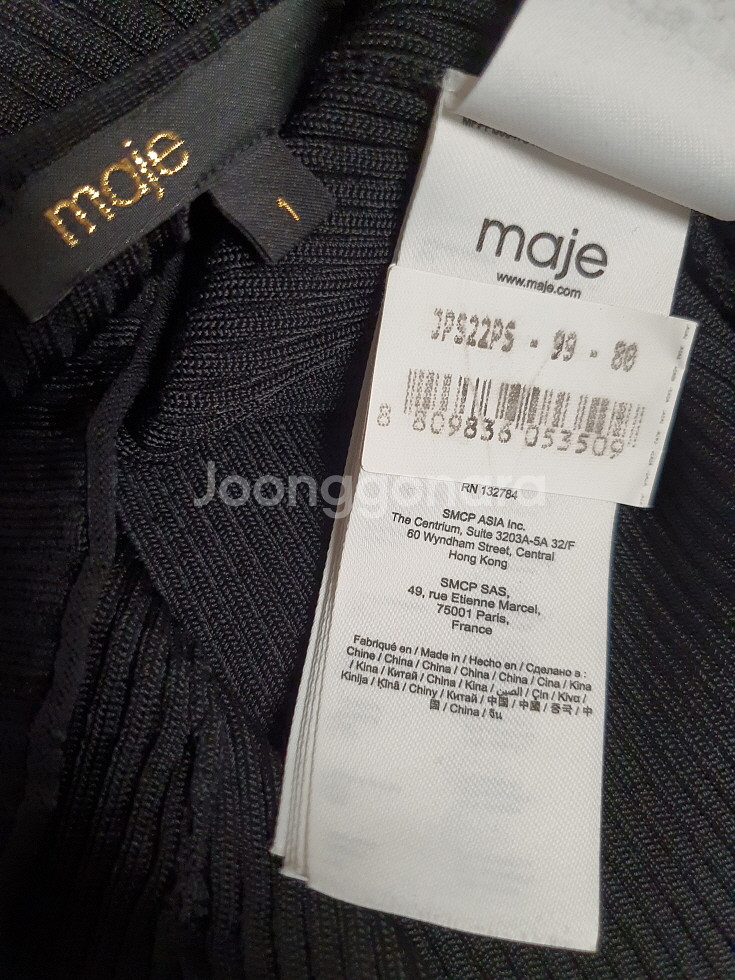 maje
1
maje
www.maje.com
JPS22PS - 99 - 80
8 809836 053509
Joonggonara
RN 132784
SMCP ASIA Inc.
The Centrium, Suite 3203A-5A 32/F
60 Wyndham Street, Central
Hong Kong
SMCP SAS,
49, rue Etienne Marcel,
75001 Paris,
France
Fabriqué en / Made in / Hecho en / Сделано в :
Chine / China / China / China / China / Cina / Kina
/ Kina / Китай / China / Kina / الصين / Çin / Kίνα /
Kinija / Ķīnā / Chiny / Китай / 中国 / 中國 / 중국 / 中
国 / China / จีน